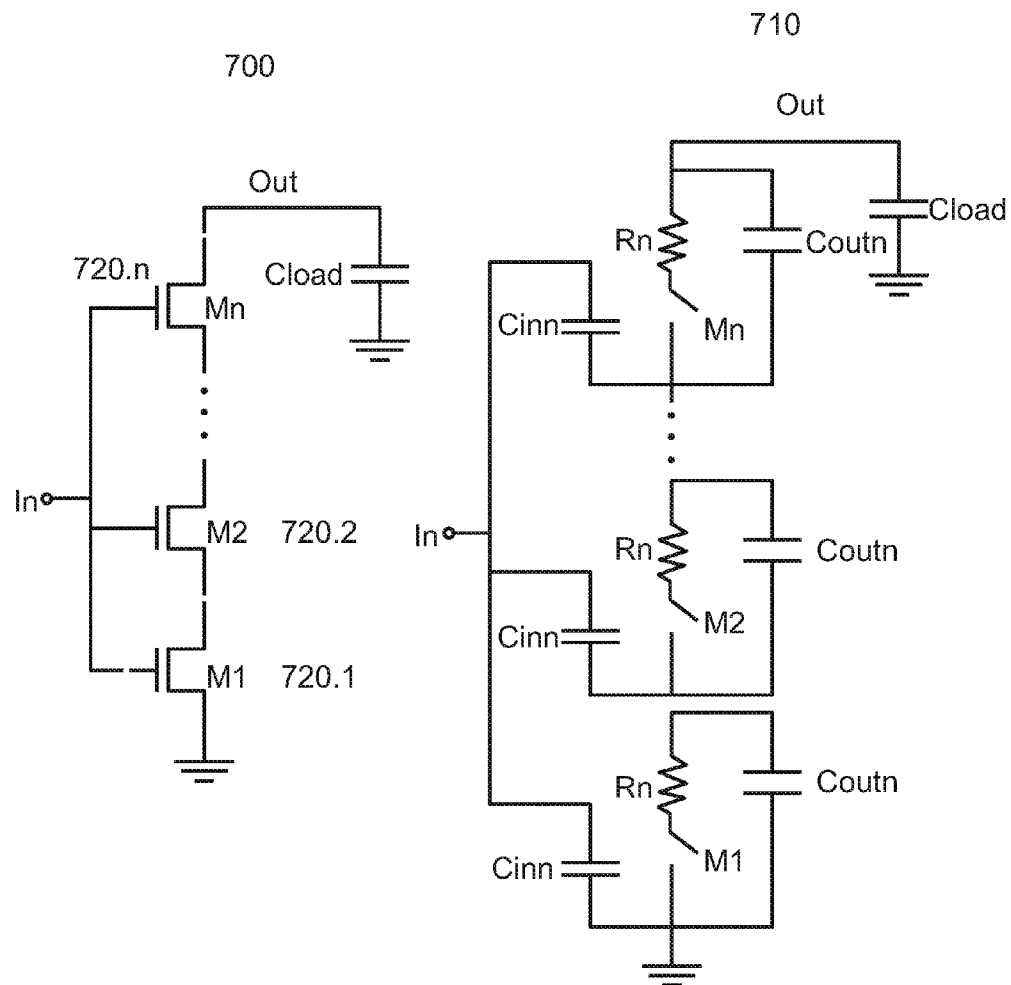 700
Out
720.n
Cload
Mn
In
M2
720.2
M1
720.1
710
Out
Cload
Rn
Coutn
Cinn
Mn
In
Rn
Coutn
Cinn
M2
Rn
Coutn
Cinn
M1